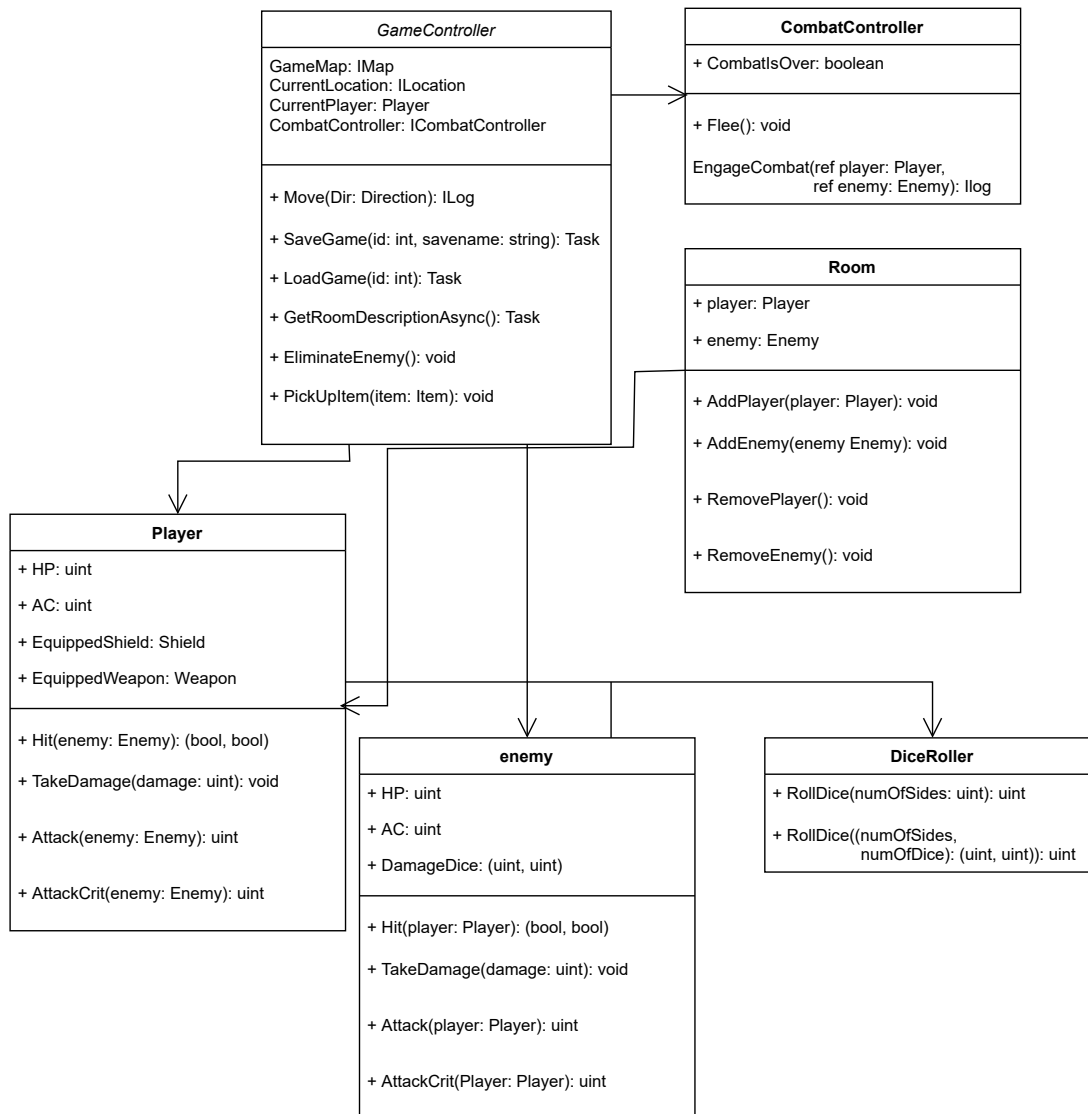 GameController
GameMap: IMap
CurrentLocation: ILocation
CurrentPlayer: Player
CombatController: ICombatController
+ Move(Dir: Direction): ILog
+ SaveGame(id: int, savename: string): Task
+ LoadGame(id: int): Task
+ GetRoomDescriptionAsync(): Task
+ EliminateEnemy(): void
+ PickUpItem(item: Item): void
CombatController
+ CombatIsOver: boolean
+ Flee(): void
EngageCombat(ref player: Player,
ref enemy: Enemy): Ilog
Room
+ player: Player
+ enemy: Enemy
+ AddPlayer(player: Player): void
+ AddEnemy(enemy Enemy): void
+ RemovePlayer(): void
+ RemoveEnemy(): void
Player
+ HP: uint
+ AC: uint
+ EquippedShield: Shield
+ EquippedWeapon: Weapon
+ Hit(enemy: Enemy): (bool, bool)
+ TakeDamage(damage: uint): void
+ Attack(enemy: Enemy): uint
+ AttackCrit(enemy: Enemy): uint
enemy
+ HP: uint
+ AC: uint
+ DamageDice: (uint, uint)
+ Hit(player: Player): (bool, bool)
+ TakeDamage(damage: uint): void
+ Attack(player: Player): uint
+ AttackCrit(Player: Player): uint
DiceRoller
+ RollDice(numOfSides: uint): uint
+ RollDice((numOfSides,
numOfDice): (uint, uint)): uint